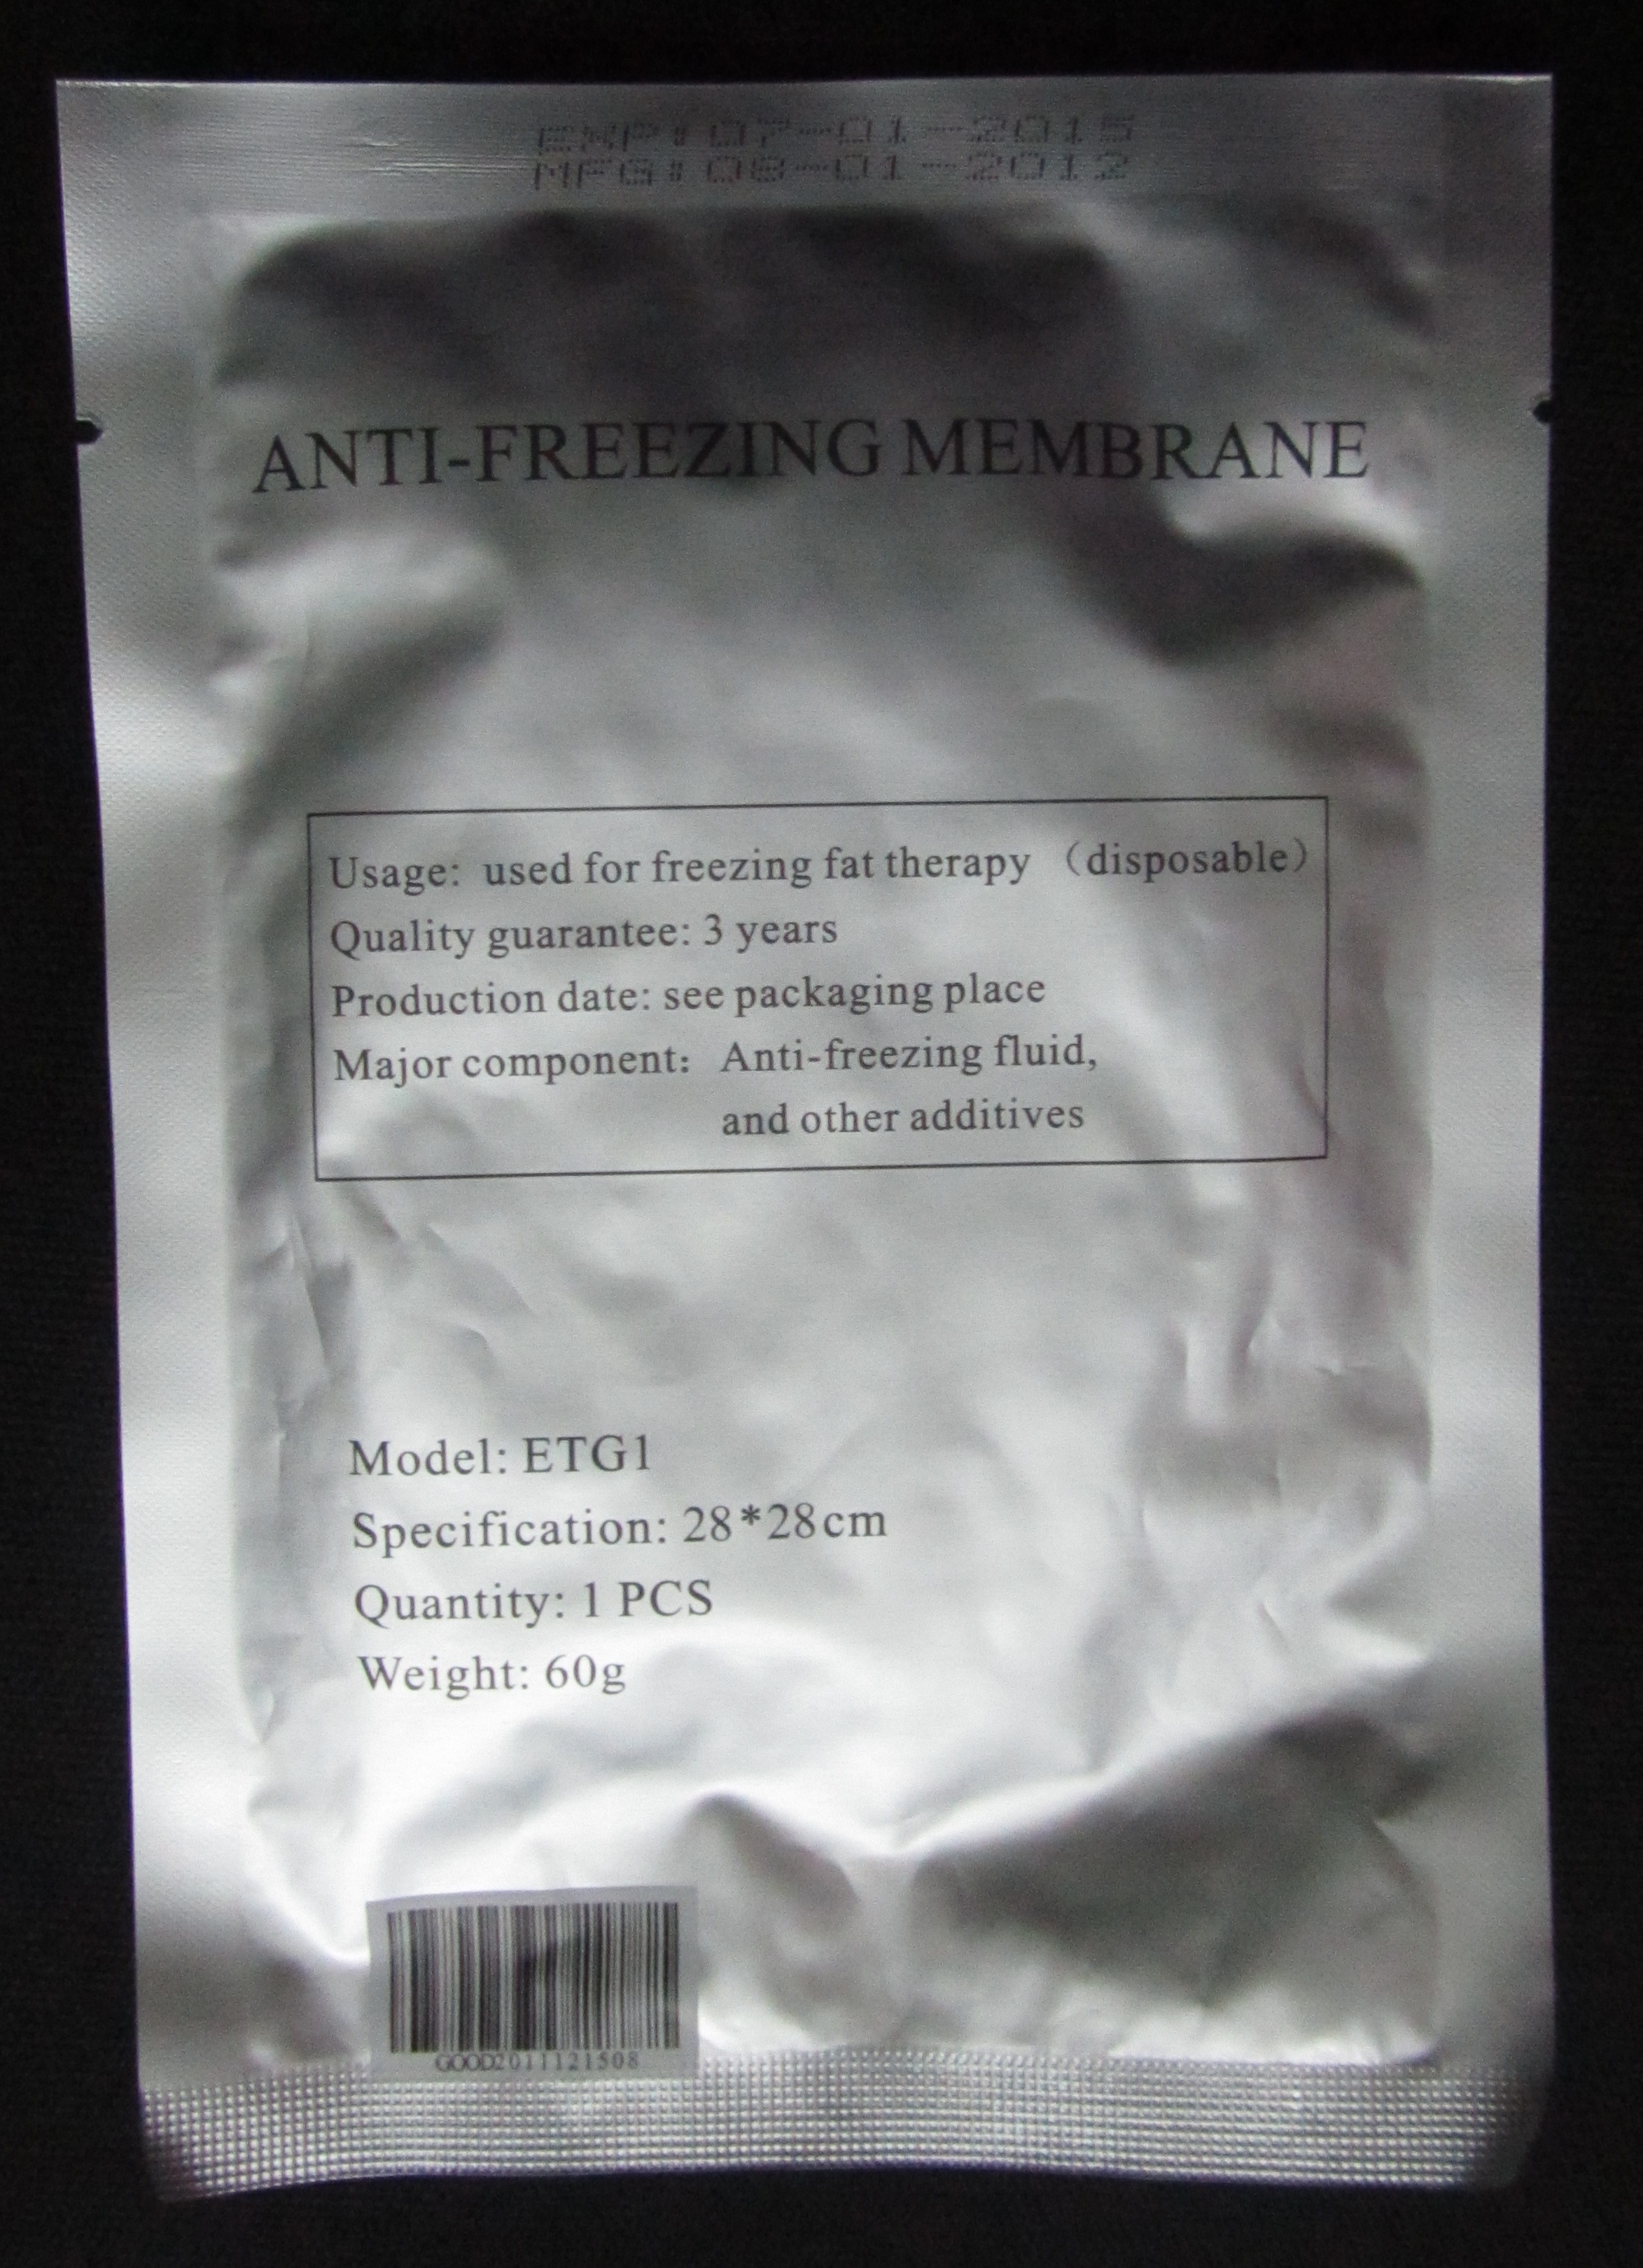 EXP:07-01-2015
MFG:08-01-2012
ANTI-FREEZING MEMBRANE
Usage: used for freezing fat therapy （disposable）
Quality guarantee: 3 years
Production date: see packaging place
Major component: Anti-freezing fluid,
and other additives
Model: ETG1
Specification: 28*28cm
Quantity: 1 PCS
Weight: 60g
GOOD2011121508